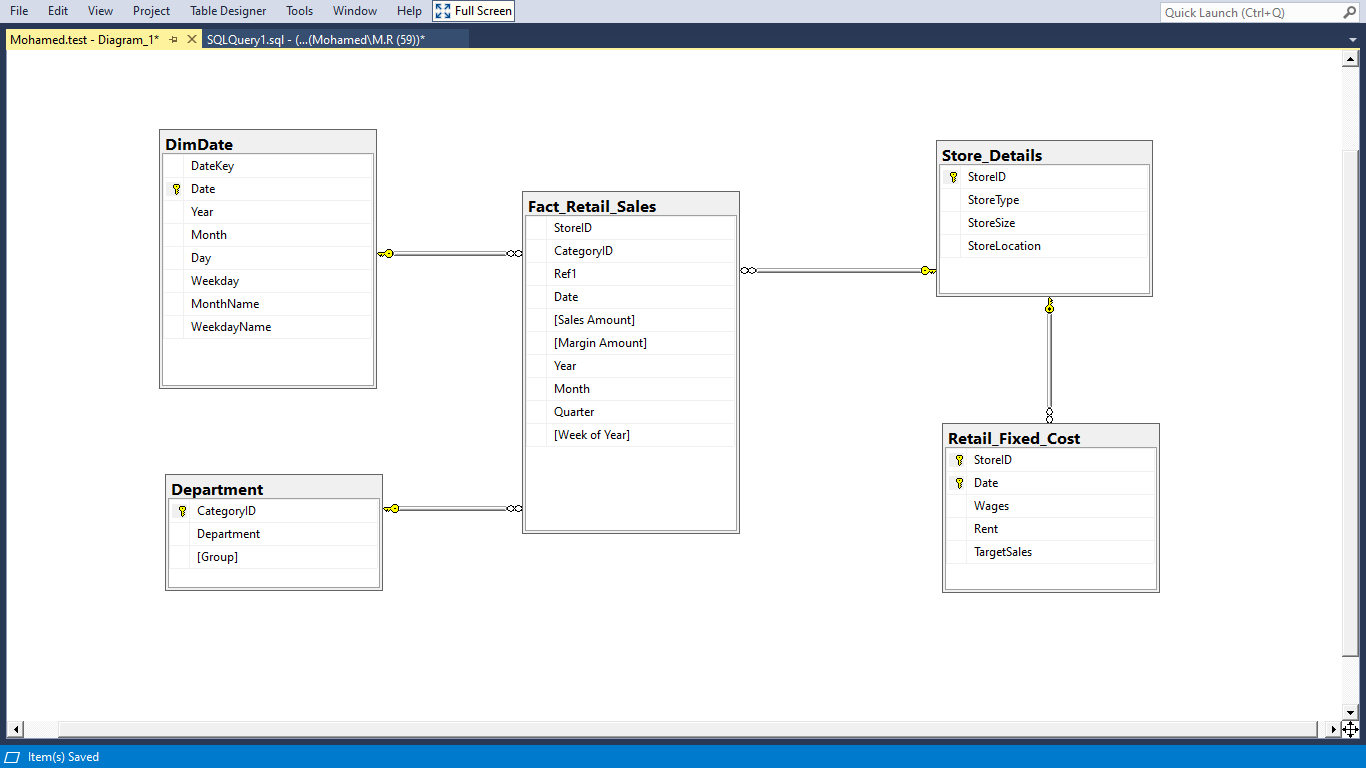 File Edit View Project Table Designer Tools Window Help Full Screen
Quick Launch (Ctrl+Q)
Mohamed.test - Diagram_1*
SQLQuery1.sql - (...(Mohamed\M.R (59))*
DimDate
DateKey
Date
Year
Month
Day
Weekday
MonthName
WeekdayName
Fact_Retail_Sales
StoreID
CategoryID
Ref1
Date
[Sales Amount]
[Margin Amount]
Year
Month
Quarter
[Week of Year]
Store_Details
StoreID
StoreType
StoreSize
StoreLocation
Department
CategoryID
Department
[Group]
Retail_Fixed_Cost
StoreID
Date
Wages
Rent
TargetSales
Item(s) Saved